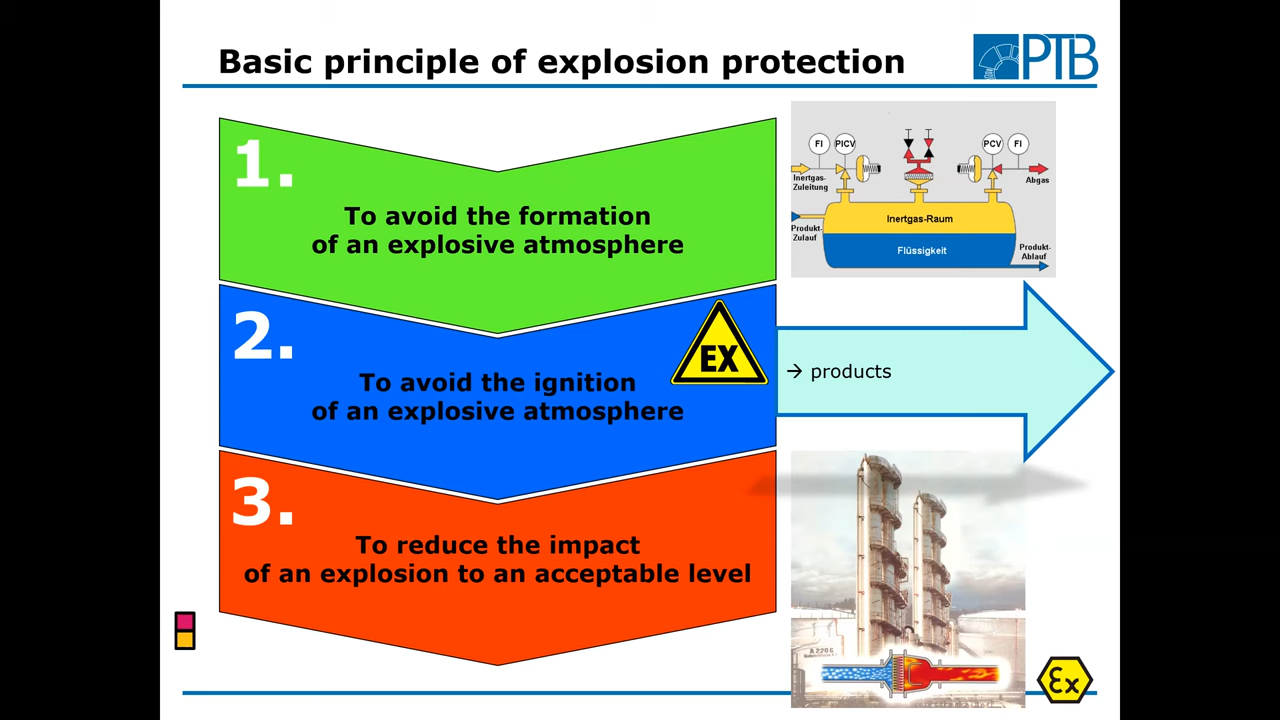 Basic principle of explosion protection
PTB
1.
To avoid the formation
of an explosive atmosphere
FI
PICV
PCV
FI
Inertgas-
Zuleitung
Abgas
Inertgas-Raum
Produkt-
Zulauf
Flüssigkeit
Produkt-
Ablauf
2.
EX
To avoid the ignition
of an explosive atmosphere
→ products
3.
To reduce the impact
of an explosion to an acceptable level
A 220 G
Ex